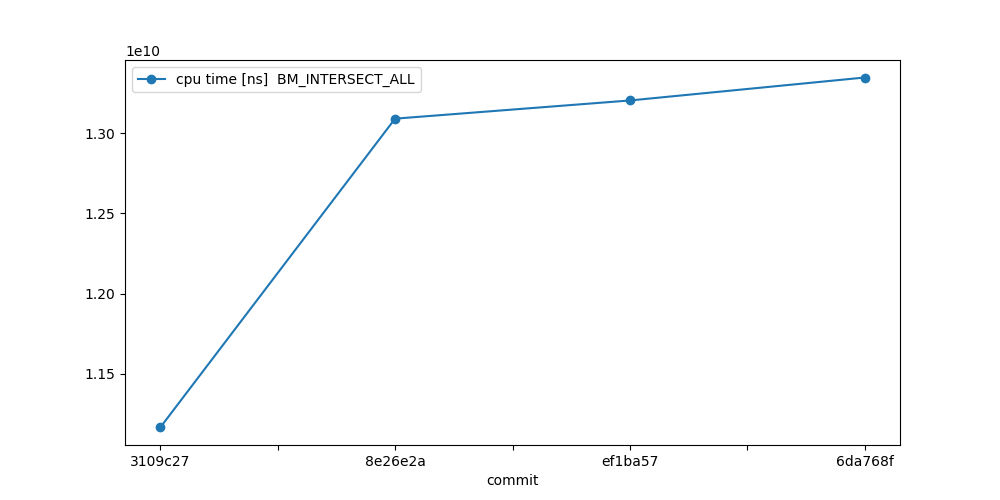 1e10
cpu time [ns]  BM_INTERSECT_ALL
1.30
1.25
1.20
1.15
3109c27
8e26e2a
ef1ba57
6da768f
commit